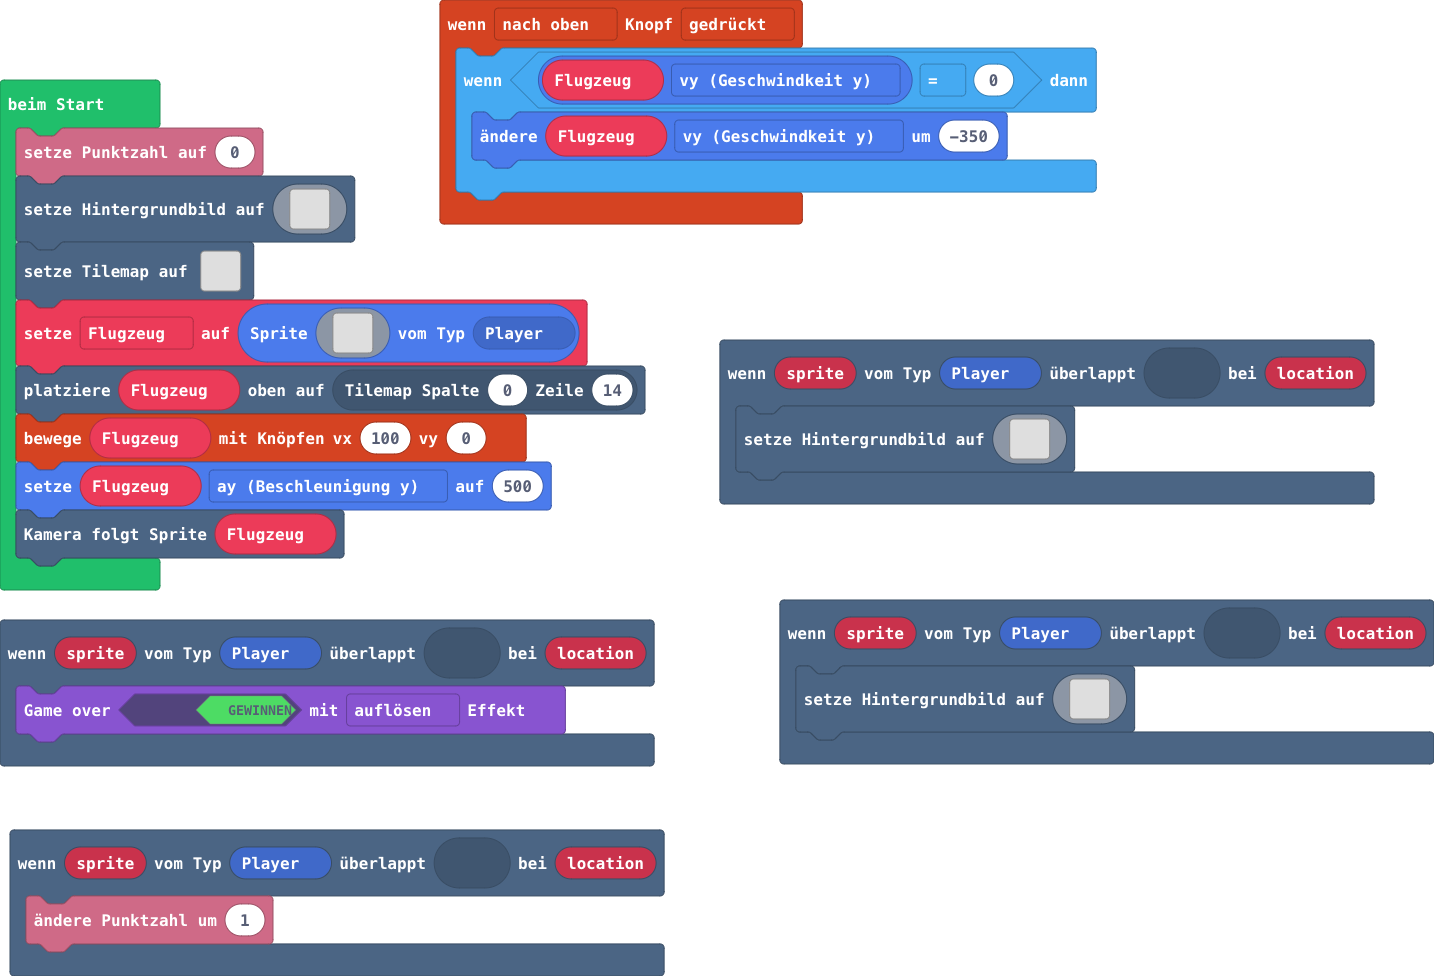 wenn nach oben Knopf gedrückt
wenn Flugzeug vy (Geschwindkeit y) = 0 dann
ändere Flugzeug vy (Geschwindkeit y) um -350
beim Start
setze Punktzahl auf 0
setze Hintergrundbild auf
setze Tilemap auf
setze Flugzeug auf Sprite vom Typ Player
platziere Flugzeug oben auf Tilemap Spalte 0 Zeile 14
bewege Flugzeug mit Knöpfen vx 100 vy 0
setze Flugzeug ay (Beschleunigung y) auf 500
Kamera folgt Sprite Flugzeug
wenn sprite vom Typ Player überlappt bei location
setze Hintergrundbild auf
wenn sprite vom Typ Player überlappt bei location
Game over GEWINNEN mit auflösen Effekt
wenn sprite vom Typ Player überlappt bei location
setze Hintergrundbild auf
wenn sprite vom Typ Player überlappt bei location
ändere Punktzahl um 1